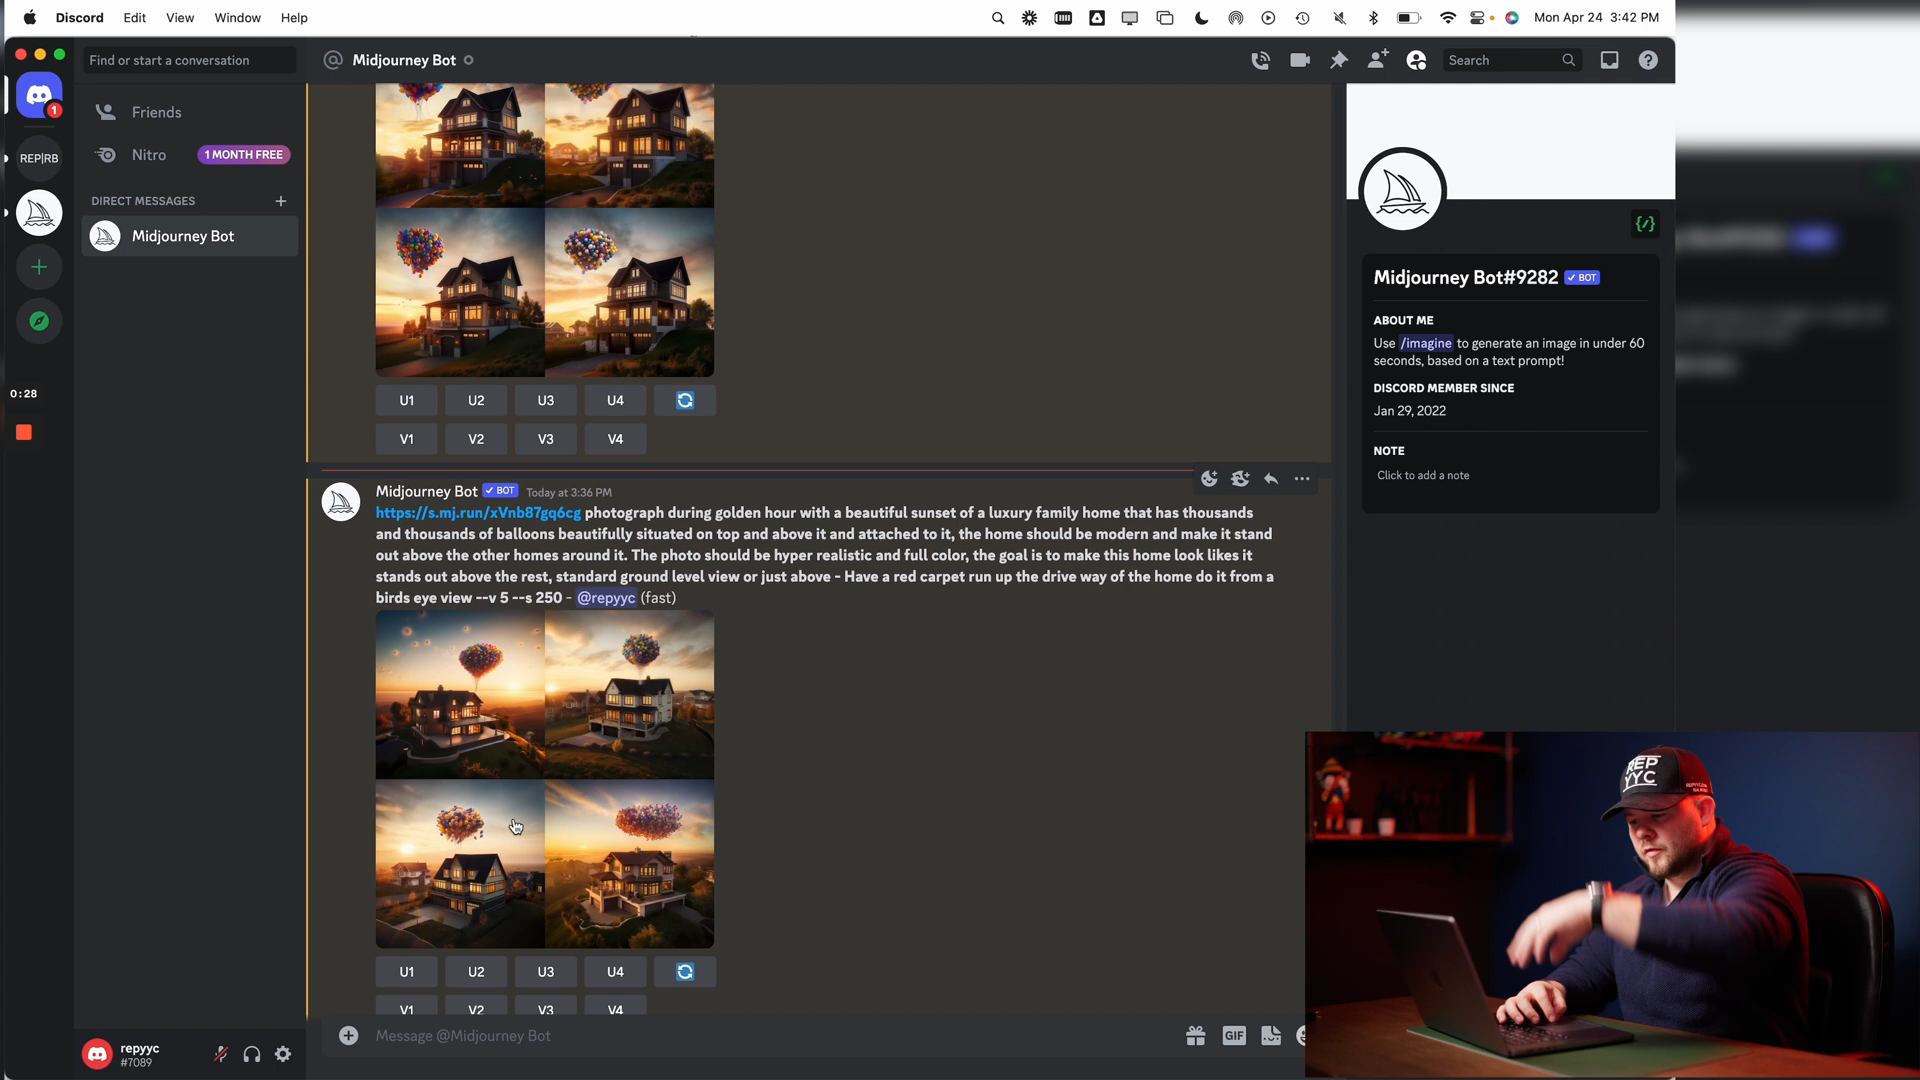 Discord Edit View Window Help
Mon Apr 24 3:42 PM
Find or start a conversation
Midjourney Bot
Search
1
Friends
REP|RB
Nitro
1 MONTH FREE
DIRECT MESSAGES
Midjourney Bot
0:28
U1 U2 U3 U4
V1 V2 V3 V4
Midjourney Bot BOT Today at 3:36 PM
https://s.mj.run/xVnb87gq6cg photograph during golden hour with a beautiful sunset of a luxury family home that has thousands
and thousands of balloons beautifully situated on top and above it and attached to it, the home should be modern and make it stand
out above the other homes around it. The photo should be hyper realistic and full color, the goal is to make this home look likes it
stands out above the rest, standard ground level view or just above - Have a red carpet run up the drive way of the home do it from a
birds eye view --v 5 --s 250 - @repyyc (fast)
U1 U2 U3 U4
V1 V2 V3 V4
Message @Midjourney Bot
GIF
repyyc
#7089
Midjourney Bot#9282 BOT
ABOUT ME
Use /imagine to generate an image in under 60
seconds, based on a text prompt!
DISCORD MEMBER SINCE
Jan 29, 2022
NOTE
Click to add a note
REP
YYC